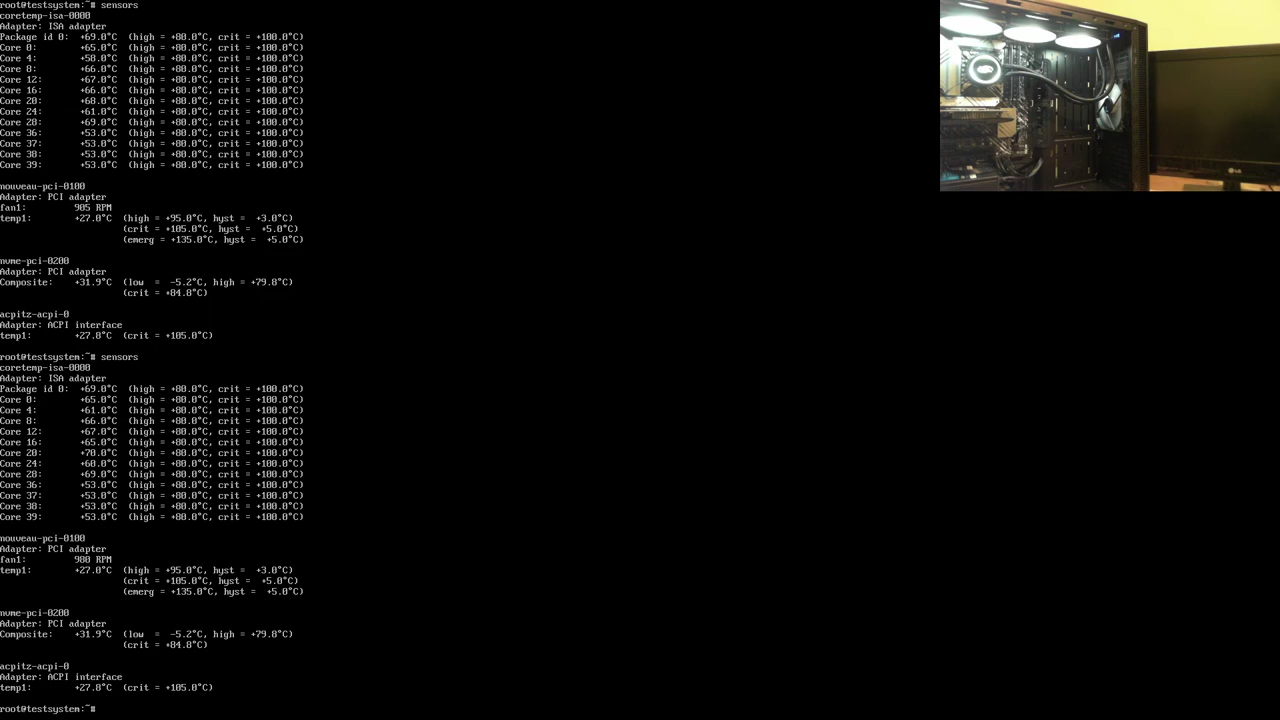 root@testsystem:~# sensors
coretemp-isa-0000
Adapter: ISA adapter
Package id 0:  +69.0°C  (high = +80.0°C, crit = +100.0°C)
Core 0:        +65.0°C  (high = +80.0°C, crit = +100.0°C)
Core 4:        +58.0°C  (high = +80.0°C, crit = +100.0°C)
Core 8:        +66.0°C  (high = +80.0°C, crit = +100.0°C)
Core 12:       +67.0°C  (high = +80.0°C, crit = +100.0°C)
Core 16:       +66.0°C  (high = +80.0°C, crit = +100.0°C)
Core 20:       +68.0°C  (high = +80.0°C, crit = +100.0°C)
Core 24:       +61.0°C  (high = +80.0°C, crit = +100.0°C)
Core 28:       +69.0°C  (high = +80.0°C, crit = +100.0°C)
Core 36:       +53.0°C  (high = +80.0°C, crit = +100.0°C)
Core 37:       +53.0°C  (high = +80.0°C, crit = +100.0°C)
Core 38:       +53.0°C  (high = +80.0°C, crit = +100.0°C)
Core 39:       +53.0°C  (high = +80.0°C, crit = +100.0°C)
nouveau-pci-0100
Adapter: PCI adapter
fan1:         905 RPM
temp1:        +27.0°C  (high = +95.0°C, hyst =  +3.0°C)
(crit = +105.0°C, hyst =  +5.0°C)
(emerg = +135.0°C, hyst =  +5.0°C)
nvme-pci-0200
Adapter: PCI adapter
Composite:    +31.9°C  (low  =  -5.2°C, high = +79.8°C)
(crit = +84.8°C)
acpitz-acpi-0
Adapter: ACPI interface
temp1:        +27.8°C  (crit = +105.0°C)
root@testsystem:~# sensors
coretemp-isa-0000
Adapter: ISA adapter
Package id 0:  +69.0°C  (high = +80.0°C, crit = +100.0°C)
Core 0:        +65.0°C  (high = +80.0°C, crit = +100.0°C)
Core 4:        +61.0°C  (high = +80.0°C, crit = +100.0°C)
Core 8:        +66.0°C  (high = +80.0°C, crit = +100.0°C)
Core 12:       +67.0°C  (high = +80.0°C, crit = +100.0°C)
Core 16:       +65.0°C  (high = +80.0°C, crit = +100.0°C)
Core 20:       +70.0°C  (high = +80.0°C, crit = +100.0°C)
Core 24:       +60.0°C  (high = +80.0°C, crit = +100.0°C)
Core 28:       +69.0°C  (high = +80.0°C, crit = +100.0°C)
Core 36:       +53.0°C  (high = +80.0°C, crit = +100.0°C)
Core 37:       +53.0°C  (high = +80.0°C, crit = +100.0°C)
Core 38:       +53.0°C  (high = +80.0°C, crit = +100.0°C)
Core 39:       +53.0°C  (high = +80.0°C, crit = +100.0°C)
nouveau-pci-0100
Adapter: PCI adapter
fan1:         980 RPM
temp1:        +27.0°C  (high = +95.0°C, hyst =  +3.0°C)
(crit = +105.0°C, hyst =  +5.0°C)
(emerg = +135.0°C, hyst =  +5.0°C)
nvme-pci-0200
Adapter: PCI adapter
Composite:    +31.9°C  (low  =  -5.2°C, high = +79.8°C)
(crit = +84.8°C)
acpitz-acpi-0
Adapter: ACPI interface
temp1:        +27.8°C  (crit = +105.0°C)
root@testsystem:~#
LG